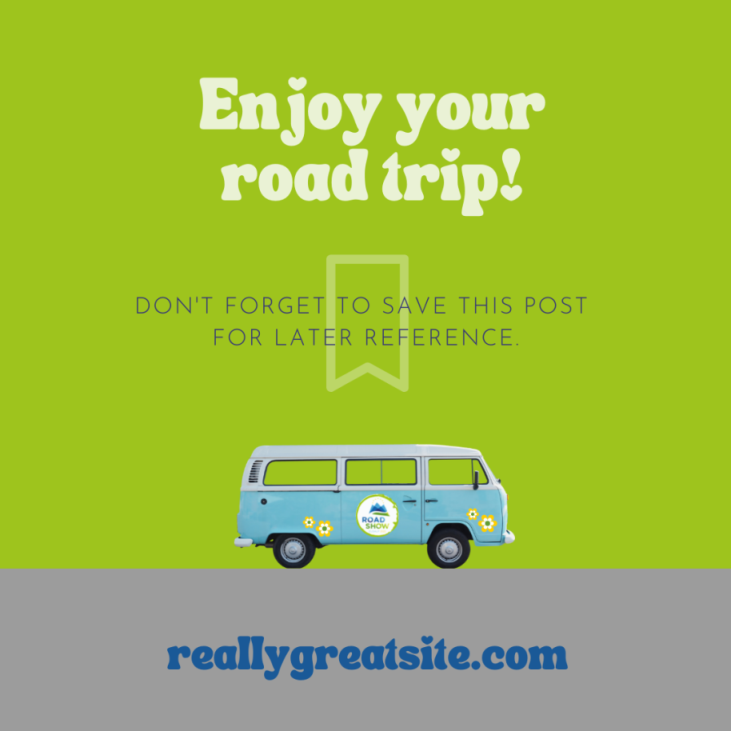 Enjoy your
road trip!
DON'T FORGET TO SAVE THIS POST
FOR LATER REFERENCE.
ROAD
SHOW
reallygreatsite.com